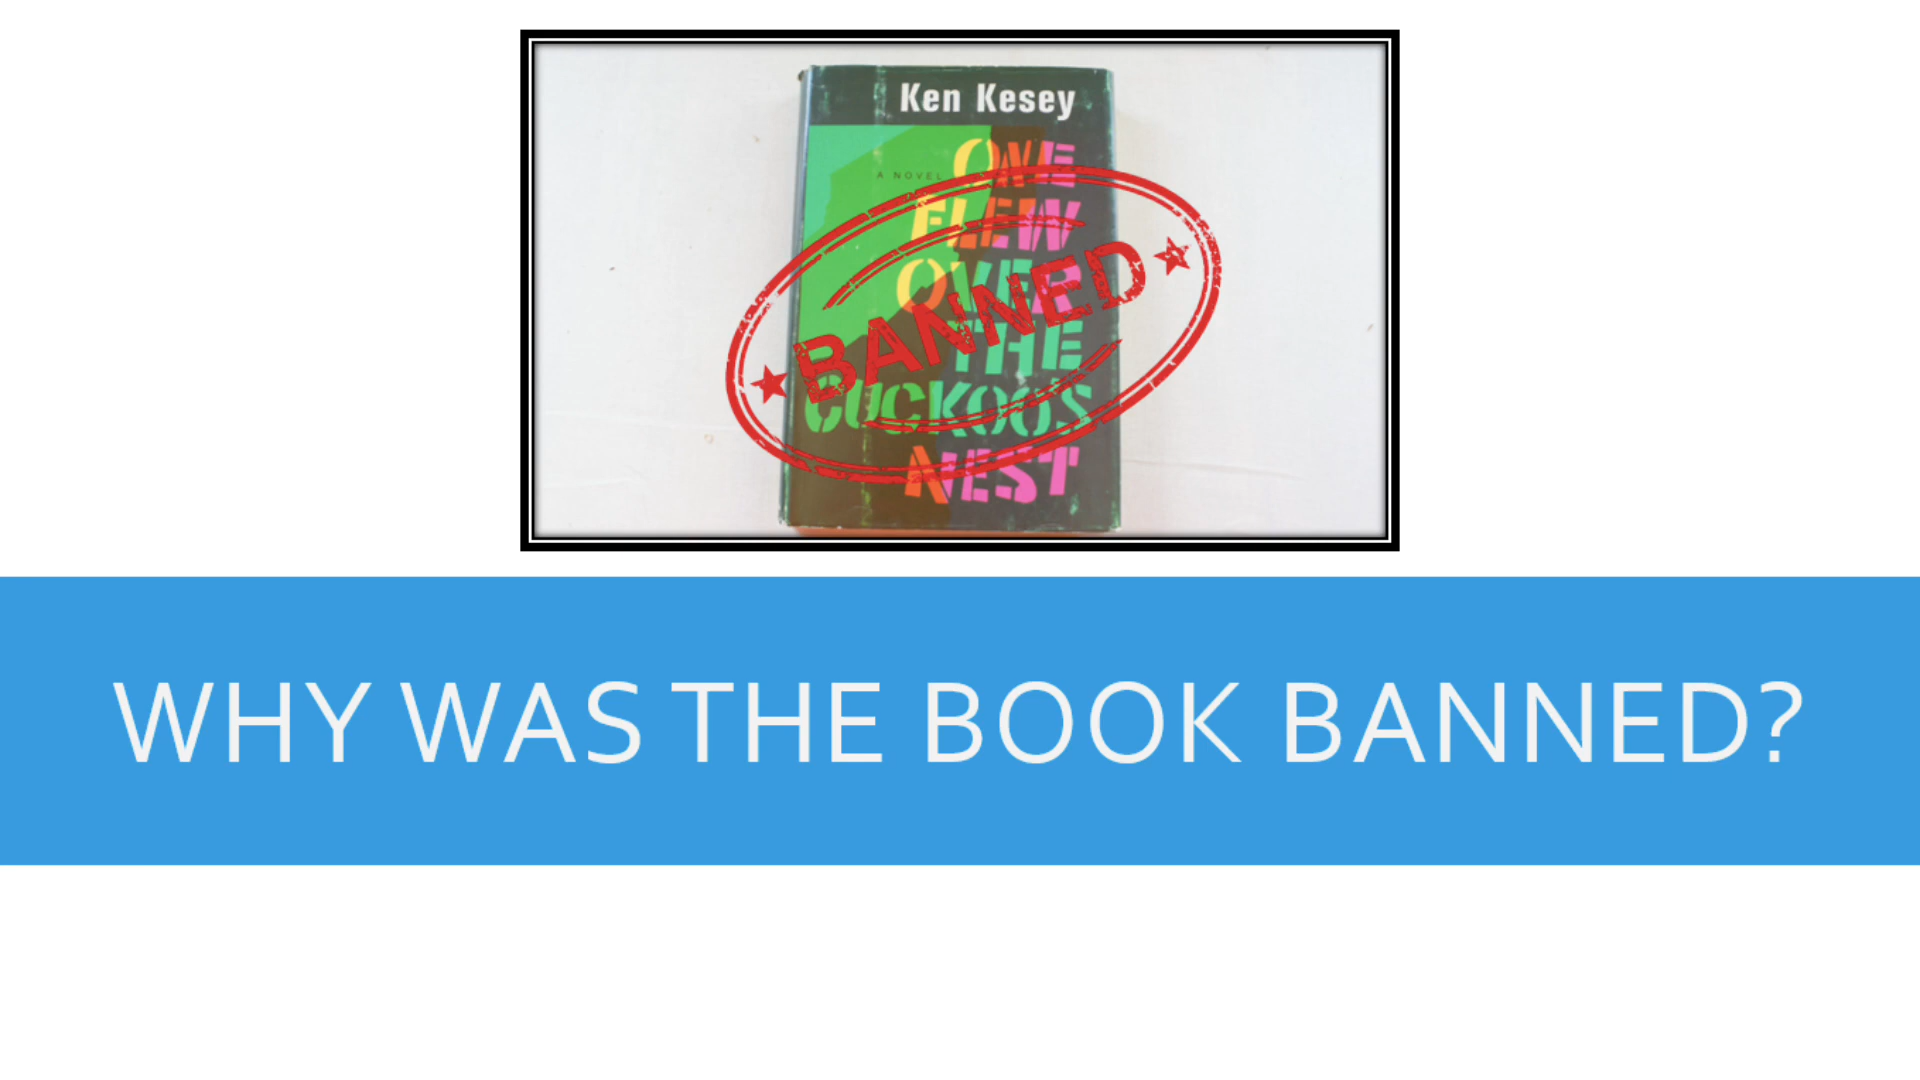 Ken Kesey
A NOVEL
ONE
FLEW
OVER
THE
CUCKOO'S
NEST
BANNED
WHY WAS THE BOOK BANNED?